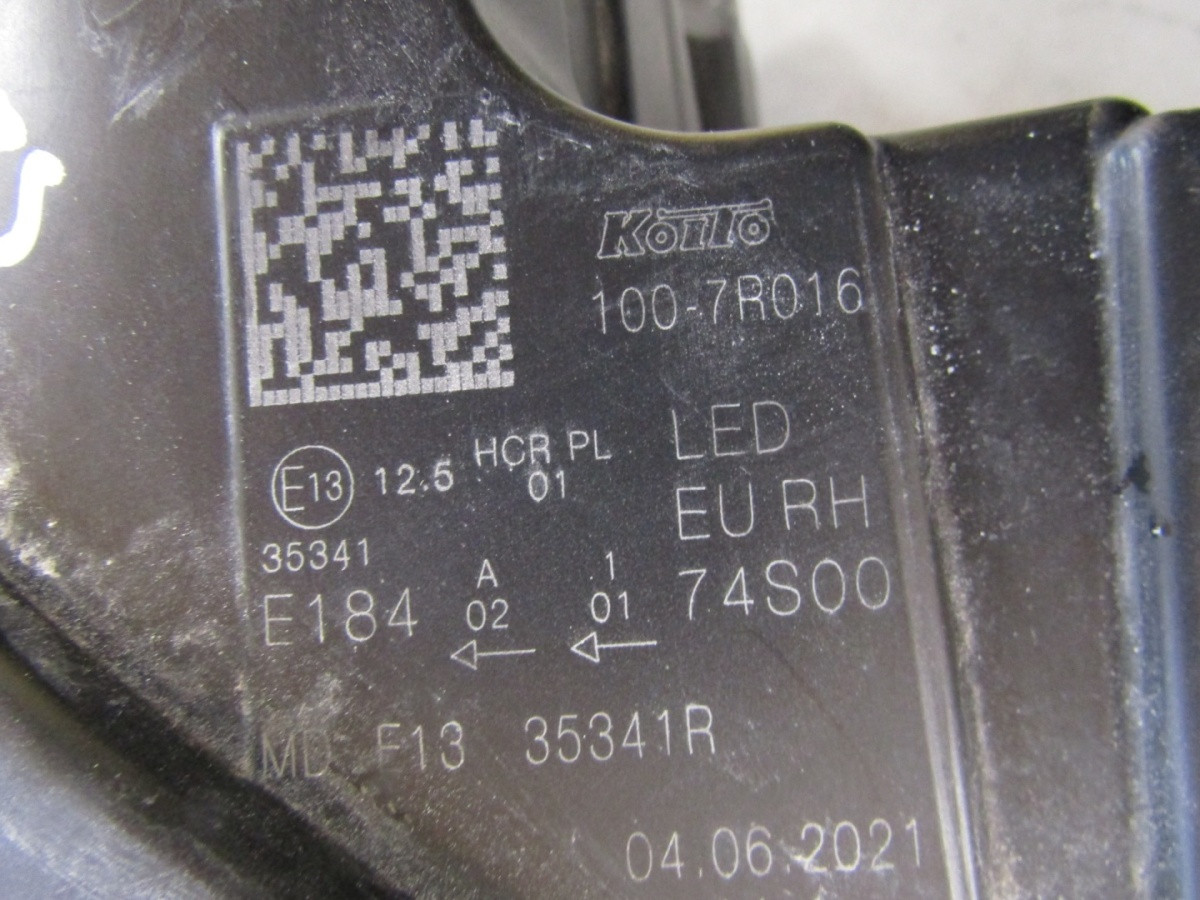 Koito
100-7R016
E13 12.5 HCR PL LED
01
EU RH
35341
A 1
E184 02 01 74S00
MD E13 35341R
04.06.2021